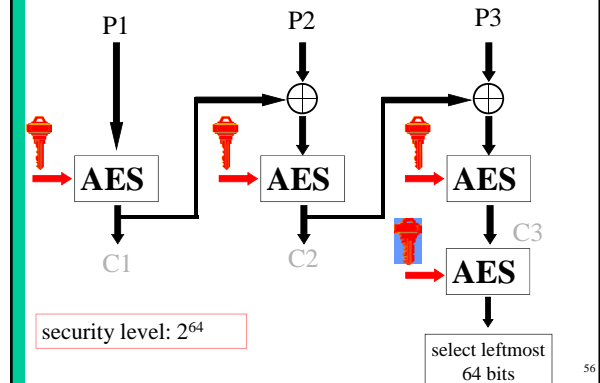 P1
P2
P3
AES
AES
AES
C1
C2
C3
AES
security level: 2⁶⁴
select leftmost
64 bits
56